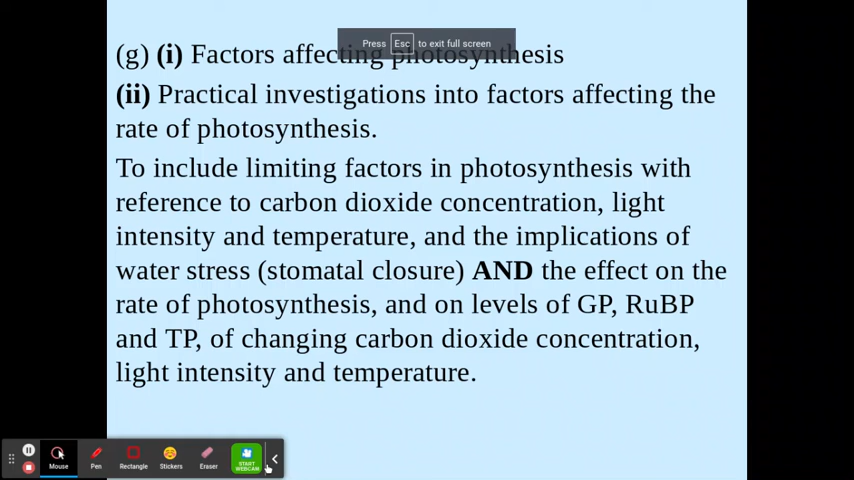 Press Esc to exit full screen
(g) (i) Factors affecting photosynthesis
(ii) Practical investigations into factors affecting the
rate of photosynthesis.
To include limiting factors in photosynthesis with
reference to carbon dioxide concentration, light
intensity and temperature, and the implications of
water stress (stomatal closure) AND the effect on the
rate of photosynthesis, and on levels of GP, RuBP
and TP, of changing carbon dioxide concentration,
light intensity and temperature.
Mouse Pen Rectangle Stickers Eraser START
WEBCAM